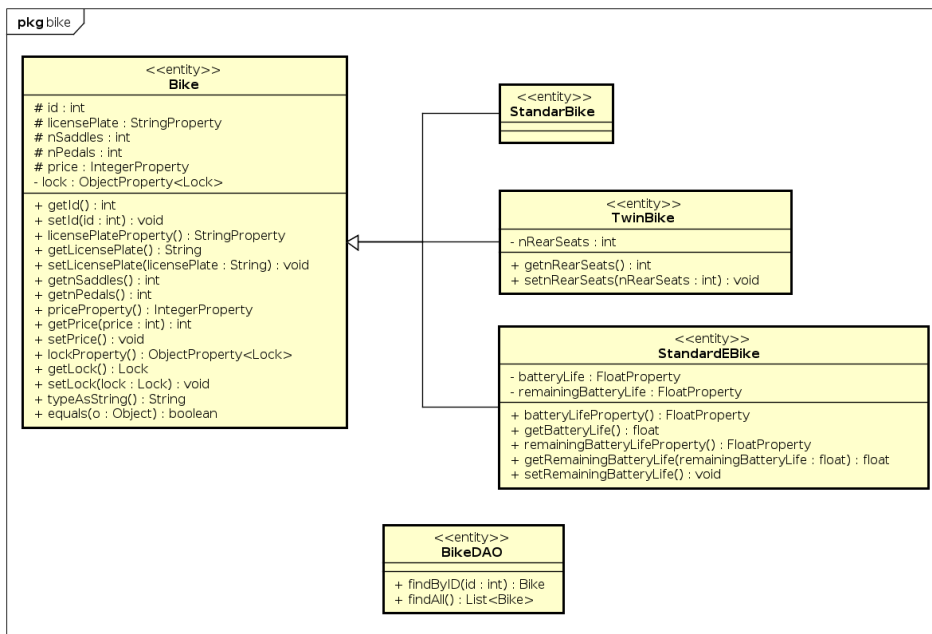 pkg bike
<<entity>>
Bike
# id : int
# licensePlate : StringProperty
# nSaddles : int
# nPedals : int
# price : IntegerProperty
- lock : ObjectProperty<Lock>
+ getId() : int
+ setId(id : int) : void
+ licensePlateProperty() : StringProperty
+ getLicensePlate() : String
+ setLicensePlate(licensePlate : String) : void
+ getnSaddles() : int
+ getnPedals() : int
+ priceProperty() : IntegerProperty
+ getPrice(price : int) : int
+ setPrice() : void
+ lockProperty() : ObjectProperty<Lock>
+ getLock() : Lock
+ setLock(lock : Lock) : void
+ typeAsString() : String
+ equals(o : Object) : boolean
<<entity>>
StandarBike
<<entity>>
TwinBike
- nRearSeats : int
+ getnRearSeats() : int
+ setnRearSeats(nRearSeats : int) : void
<<entity>>
StandardEBike
- batteryLife : FloatProperty
- remainingBatteryLife : FloatProperty
+ batteryLifeProperty() : FloatProperty
+ getBatteryLife() : float
+ remainingBatteryLifeProperty() : FloatProperty
+ getRemainingBatteryLife(remainingBatteryLife : float) : float
+ setRemainingBatteryLife() : void
<<entity>>
BikeDAO
+ findByID(id : int) : Bike
+ findAll() : List<Bike>